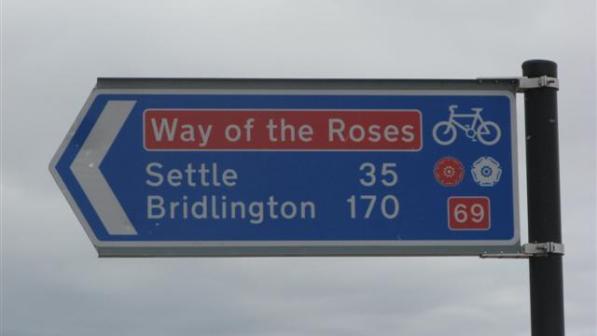 Way of the Roses
Settle 35
Bridlington 170
69